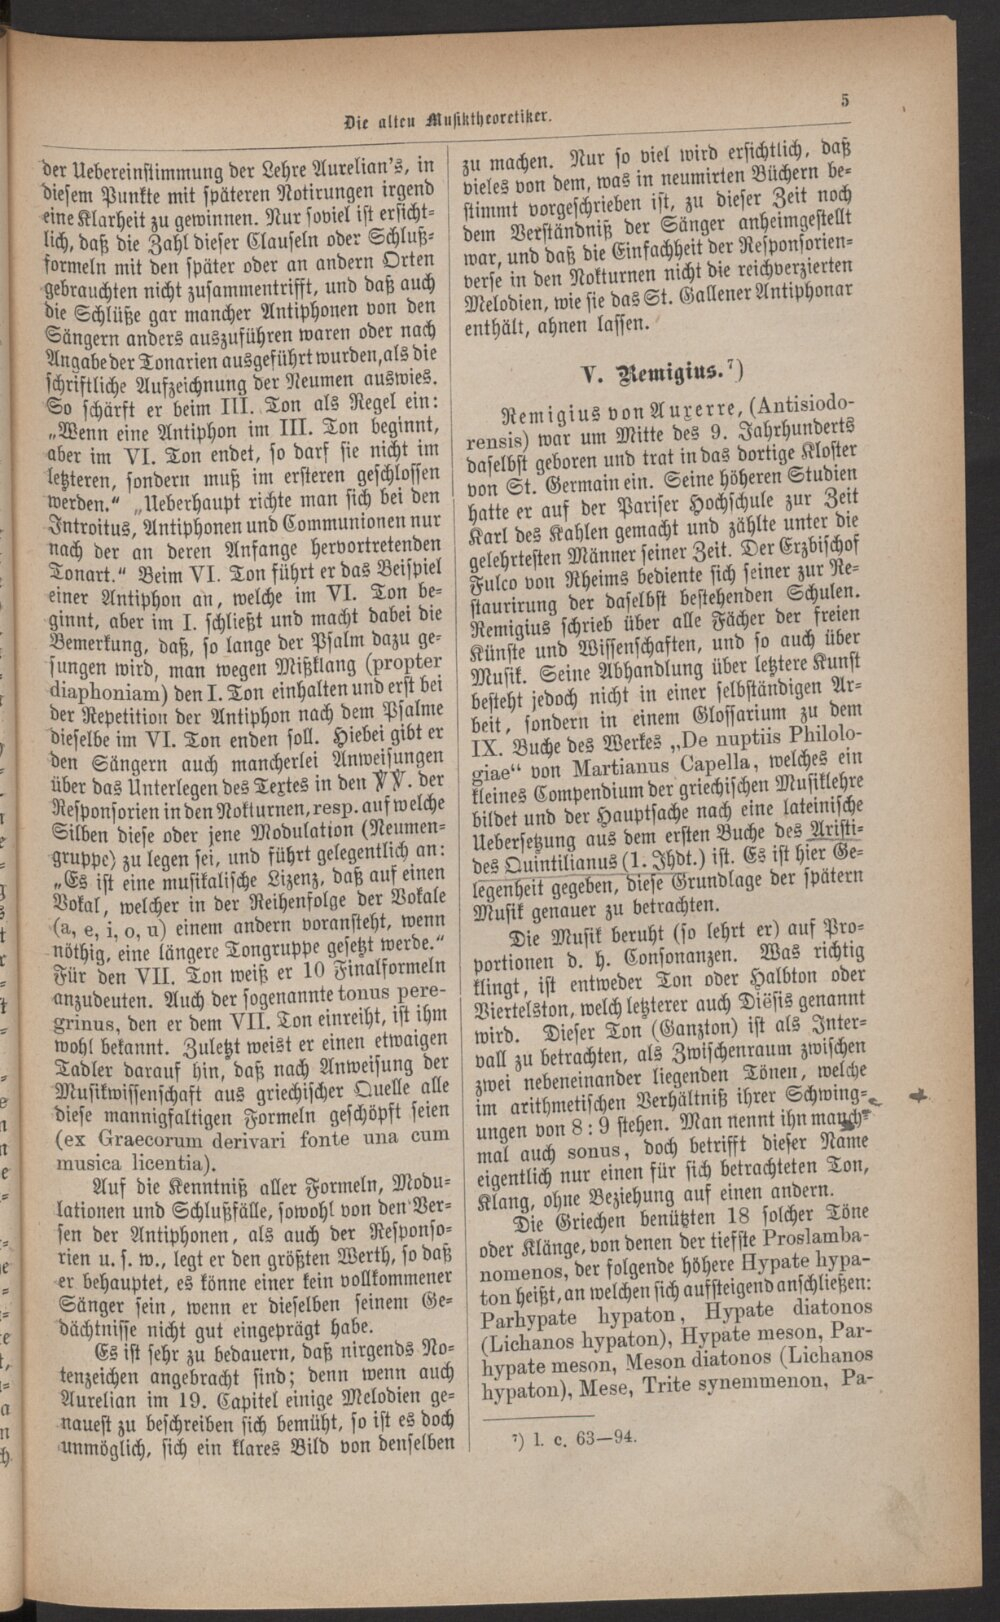 Die alten Musiktheoretiker.
5
der Uebereinstimmung der Lehre Aurelian's, in
diesem Punkte mit späteren Notirungen irgend
eine Klarheit zu gewinnen. Nur soviel ist ersicht-
lich, daß die Zahl dieser Clauseln oder Schluß-
formeln mit den später oder an andern Orten
gebrauchten nicht zusammentrifft, und daß auch
die Schlüße gar mancher Antiphonen von den
Sängern anders auszuführen waren oder nach
Angabe der Tonarien ausgeführt wurden, als die
schriftliche Aufzeichnung der Neumen auswies.
So schärft er beim III. Ton als Regel ein:
„Wenn eine Antiphon im III. Ton beginnt,
aber im VI. Ton endet, so darf sie nicht im
letzteren, sondern muß im ersteren geschlossen
werden.“ „Ueberhaupt richte man sich bei den
Introitus, Antiphonen und Communionen nur
nach der an deren Anfange hervortretenden
Tonart.“ Beim VI. Ton führt er das Beispiel
einer Antiphon an, welche im VI. Ton be-
ginnt, aber im I. schließt und macht dabei die
Bemerkung, daß, so lange der Psalm dazu ge-
sungen wird, man wegen Mißklang (propter
diaphoniam) den I. Ton einhalten und erst bei
der Repetition der Antiphon nach dem Psalme
dieselbe im VI. Ton enden soll. Hiebei gibt er
den Sängern auch mancherlei Anweisungen
über das Unterlegen des Textes in den VV. der
Responsorien in den Nokturnen, resp. auf welche
Silben diese oder jene Modulation (Neumen-
gruppe) zu legen sei, und führt gelegentlich an:
„Es ist eine musikalische Lizenz, daß auf einen
Vokal, welcher in der Reihenfolge der Vokale
(a, e, i, o, u) einem andern voransteht, wenn
nöthig, eine längere Tongruppe gesetzt werde.“
Für den VII. Ton weiß er 10 Finalformeln
anzudeuten. Auch der sogenannte tonus pere-
grinus, den er dem VII. Ton einreiht, ist ihm
wohl bekannt. Zuletzt weist er einen etwaigen
Tadler darauf hin, daß nach Anweisung der
Musikwissenschaft aus griechischer Quelle alle
diese mannigfaltigen Formeln geschöpft seien
(ex Graecorum derivari fonte una cum
musica licentia).
Auf die Kenntniß aller Formeln, Modu-
lationen und Schlußfälle, sowohl von den Ver-
sen der Antiphonen, als auch der Responso-
rien u. s. w., legt er den größten Werth, so daß
er behauptet, es könne einer kein vollkommener
Sänger sein, wenn er dieselben seinem Ge-
dächtnisse nicht gut eingeprägt habe.
Es ist sehr zu bedauern, daß nirgends No-
tenzeichen angebracht sind; denn wenn auch
Aurelian im 19. Capitel einige Melodien ge-
nauest zu beschreiben sich bemüht, so ist es doch
unmöglich, sich ein klares Bild von denselben
zu machen. Nur so viel wird ersichtlich, daß
vieles von dem, was in neumirten Büchern be-
stimmt vorgeschrieben ist, zu dieser Zeit noch
dem Verständniß der Sänger anheimgestellt
war, und daß die Einfachheit der Responsorien-
verse in den Nokturnen nicht die reichverzierten
Melodien, wie sie das St. Gallener Antiphonar
enthält, ahnen lassen.
V. Remigius.⁷)
Remigius von Auxerre, (Antisiodo-
rensis) war um Mitte des 9. Jahrhunderts
daselbst geboren und trat in das dortige Kloster
von St. Germain ein. Seine höheren Studien
hatte er auf der Pariser Hochschule zur Zeit
Karl des Kahlen gemacht und zählte unter die
gelehrtesten Männer seiner Zeit. Der Erzbischof
Fulco von Rheims bediente sich seiner zur Re-
staurirung der daselbst bestehenden Schulen.
Remigius schrieb über alle Fächer der freien
Künste und Wissenschaften, und so auch über
Musik. Seine Abhandlung über letztere Kunst
besteht jedoch nicht in einer selbständigen Ar-
beit, sondern in einem Glossarium zu dem
IX. Buche des Werkes „De nuptiis Philolo-
giae“ von Martianus Capella, welches ein
kleines Compendium der griechischen Musiklehre
bildet und der Hauptsache nach eine lateinische
Uebersetzung aus dem ersten Buche des Aristi-
des Quintilianus (1. Jhdt.) ist. Es ist hier Ge-
legenheit gegeben, diese Grundlage der spätern
Musik genauer zu betrachten.
Die Musik beruht (so lehrt er) auf Pro-
portionen d. h. Consonanzen. Was richtig
klingt, ist entweder Ton oder Halbton oder
Viertelston, welch letzterer auch Diësis genannt
wird. Dieser Ton (Ganzton) ist als Inter-
vall zu betrachten, als Zwischenraum zwischen
zwei nebeneinander liegenden Tönen, welche
im arithmetischen Verhältniß ihrer Schwing-
ungen von 8:9 stehen. Man nennt ihn manch-
mal auch sonus, doch betrifft dieser Name
eigentlich nur einen für sich betrachteten Ton,
Klang, ohne Beziehung auf einen andern.
Die Griechen benützten 18 solcher Töne
oder Klänge, von denen der tiefste Proslamba-
nomenos, der folgende höhere Hypate hypa-
ton heißt, an welchen sich aufsteigend anschließen:
Parhypate hypaton, Hypate diatonos
(Lichanos hypaton), Hypate meson, Par-
hypate meson, Meson diatonos (Lichanos
hypaton), Mese, Trite synemmenon, Pa-
⁷) l. c. 63—94.